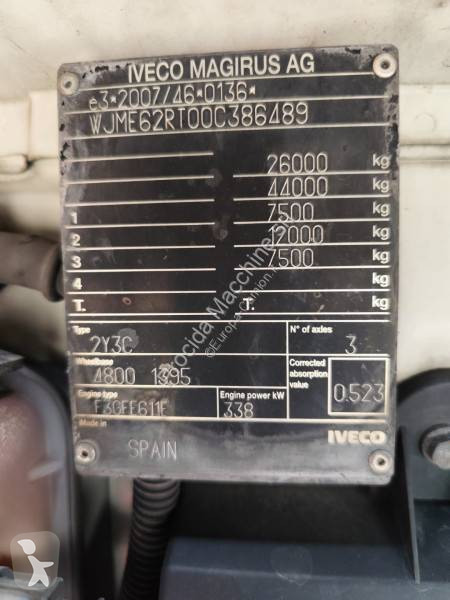 IVECO MAGIRUS AG
e3*2007/46*0136*
WJME62RT00C386489
26000 kg
44000 kg
1 7500 kg
2 kg
3 7500 kg
4 kg
T. T. kg
Type 2Y3C N° of axles 3
Wheelbase 4800 1395 Corrected absorption value 0.523
Engine type Engine power kW 338
Made in SPAIN IVECO